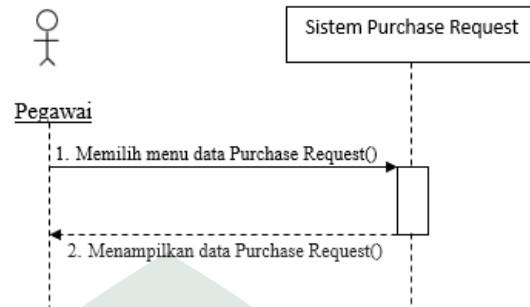 Sistem Purchase Request
Pegawai
1. Memilih menu data Purchase Request()
2. Menampilkan data Purchase Request()